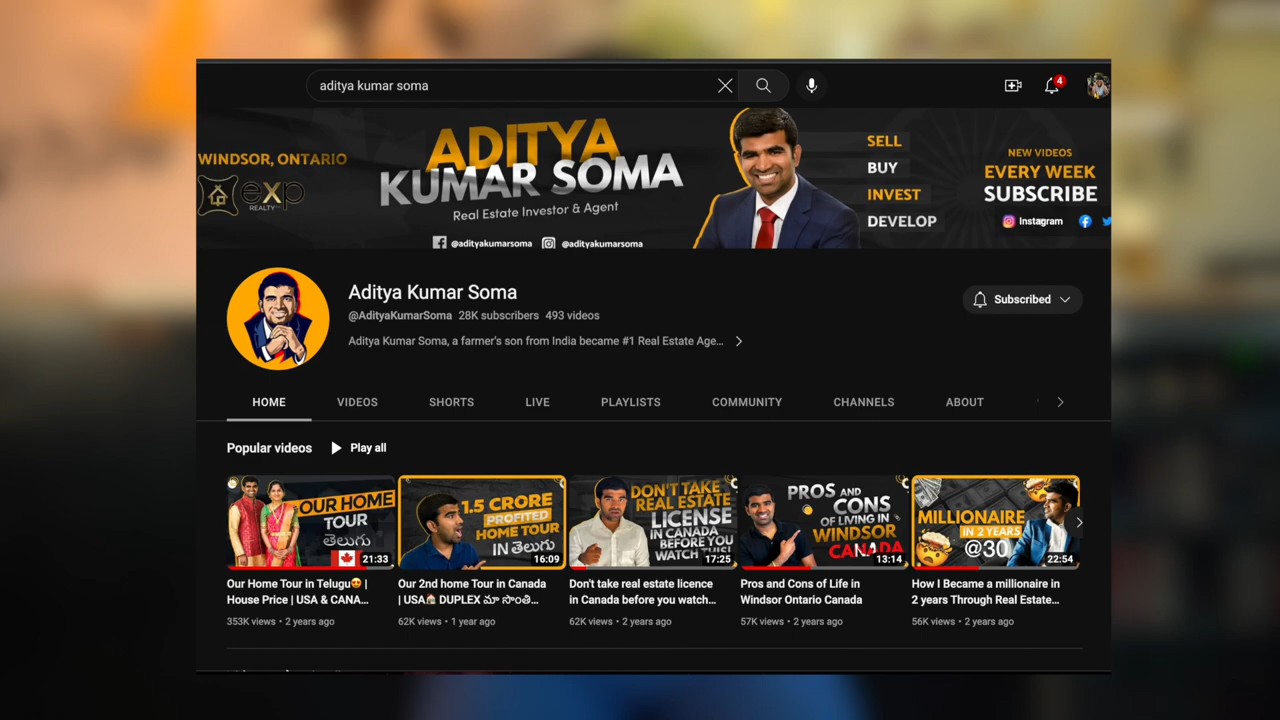 aditya kumar soma
4
WINDSOR, ONTARIO
exp
REALTY
ADITYA
KUMAR SOMA
Real Estate Investor & Agent
@adityakumarsoma
@adityakumarsoma
SELL
BUY
INVEST
DEVELOP
NEW VIDEOS
EVERY WEEK
SUBSCRIBE
Instagram
Aditya Kumar Soma
@AdityaKumarSoma 28K subscribers 493 videos
Aditya Kumar Soma, a farmer's son from India became #1 Real Estate Age...
Subscribed
HOME VIDEOS SHORTS LIVE PLAYLISTS COMMUNITY CHANNELS ABOUT
Popular videos Play all
OUR HOME
TOUR
తెలుగు
21:33
1.5 CRORE
PROFITED
HOME TOUR
IN తెలుగు
16:09
DON'T TAKE
REAL ESTATE
LICENSE
IN CANADA
BEFORE YOU
WATCH THIS!
17:25
PROS AND
CONS
OF LIVING IN
WINDSOR
CANADA
13:14
MILLIONAIRE
IN 2 YEARS
@30
22:54
Our Home Tour in Telugu😍 |
House Price | USA & CANA...
353K views • 2 years ago
Our 2nd home Tour in Canada
| USA🏠 DUPLEX మా సొంతి...
62K views • 1 year ago
Don't take real estate licence
in Canada before you watch...
62K views • 2 years ago
Pros and Cons of Life in
Windsor Ontario Canada
57K views • 2 years ago
How I Became a millionaire in
2 years Through Real Estate...
56K views • 2 years ago